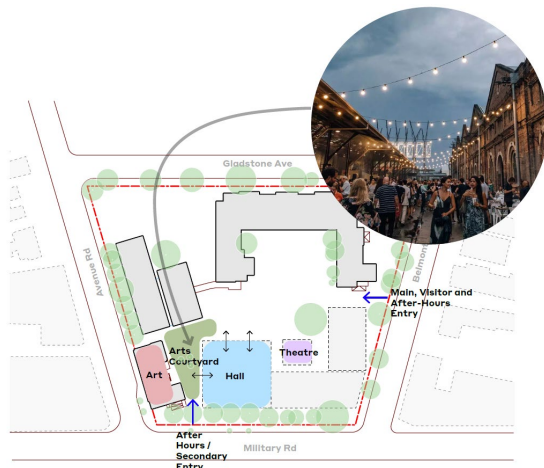 Gladstone Ave
Avenue Rd
Belmont
Main, Visitor and
After-Hours
Entry
Arts
Courtyard
Theatre
Art
Hall
After
Hours /
Secondary
Entry
Military Rd